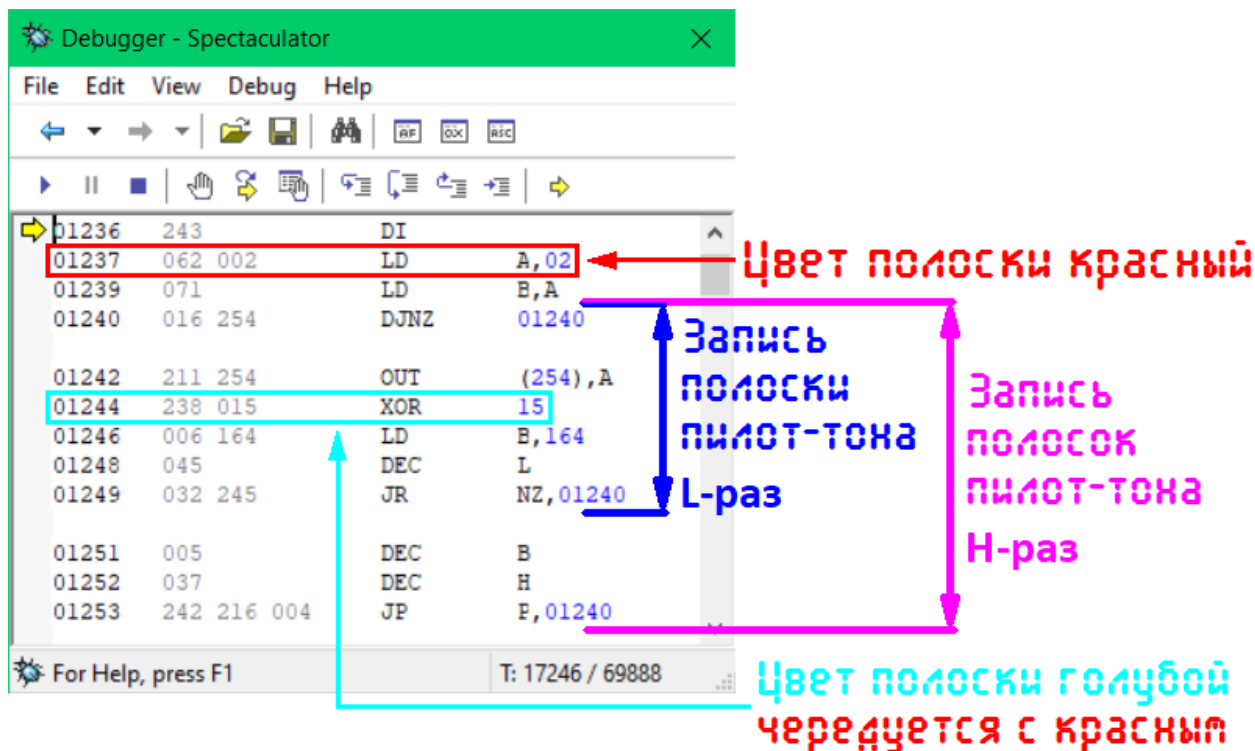 Debugger - Spectaculator
File Edit View Debug Help
AF 0X ASC
01236 243 DI
01237 062 002 LD A,02
01239 071 LD B,A
01240 016 254 DJNZ 01240
01242 211 254 OUT (254),A
01244 238 015 XOR 15
01246 006 164 LD B,164
01248 045 DEC L
01249 032 245 JR NZ,01240
01251 005 DEC B
01252 037 DEC H
01253 242 216 004 JP P,01240
For Help, press F1 T: 17246 / 69888
Цвет полоски красный
Запись
полоски
пилот-тона
L-раз
Запись
полосок
пилот-тона
H-раз
Цвет полоски голубой
чередуется с красным